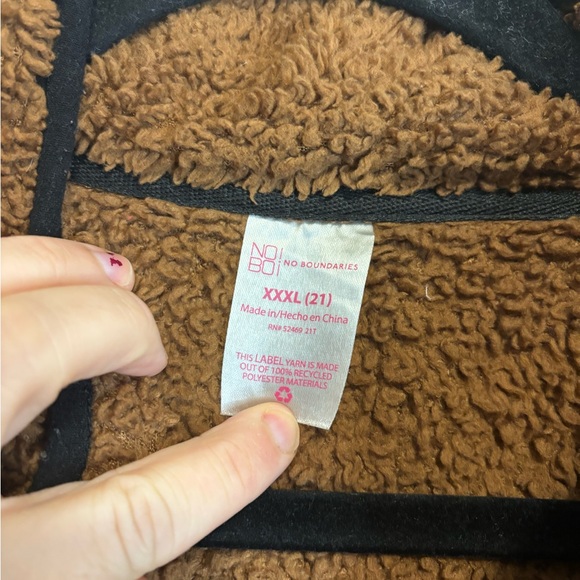 NO!
BOi NO BOUNDARIES
XXXL (21)
Made in/Hecho en China
RN# 52469 21T
THIS LABEL YARN IS MADE
OUT OF 100% RECYCLED
POLYESTER MATERIALS